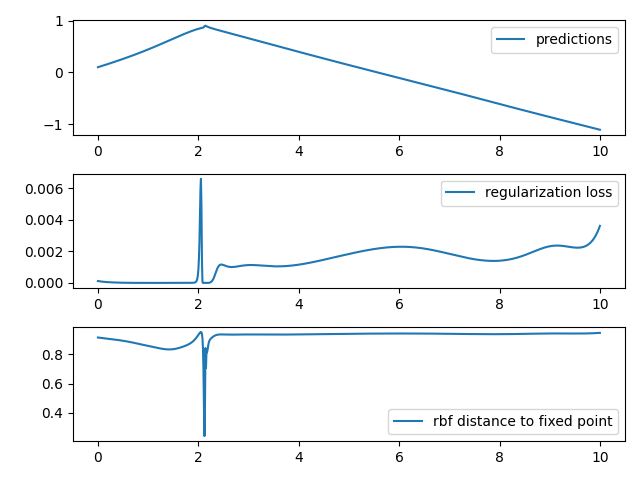 1
0
−1
predictions
0 2 4 6 8 10
0.006
0.004
0.002
0.000
regularization loss
0 2 4 6 8 10
0.8
0.6
0.4
rbf distance to fixed point
0 2 4 6 8 10